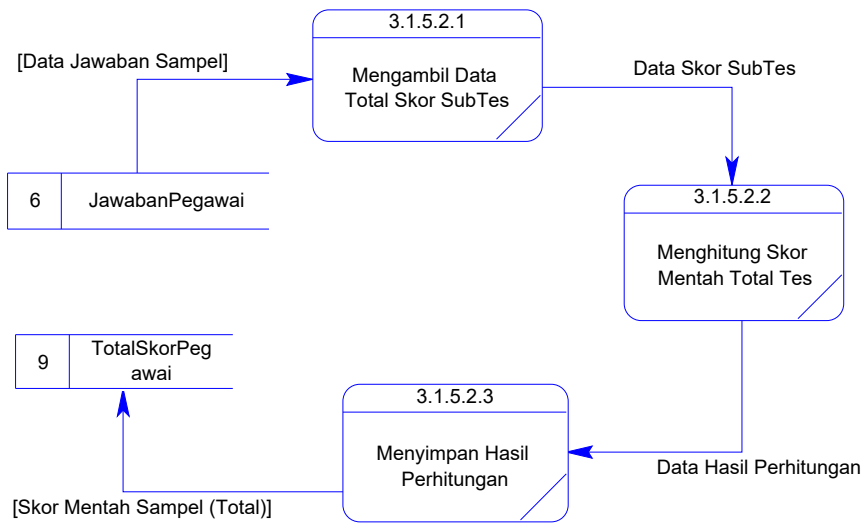 3.1.5.2.1
Mengambil Data
Total Skor SubTes
[Data Jawaban Sampel]
Data Skor SubTes
6
JawabanPegawai
3.1.5.2.2
Menghitung Skor
Mentah Total Tes
9
TotalSkorPeg
awai
3.1.5.2.3
Menyimpan Hasil
Perhitungan
Data Hasil Perhitungan
[Skor Mentah Sampel (Total)]